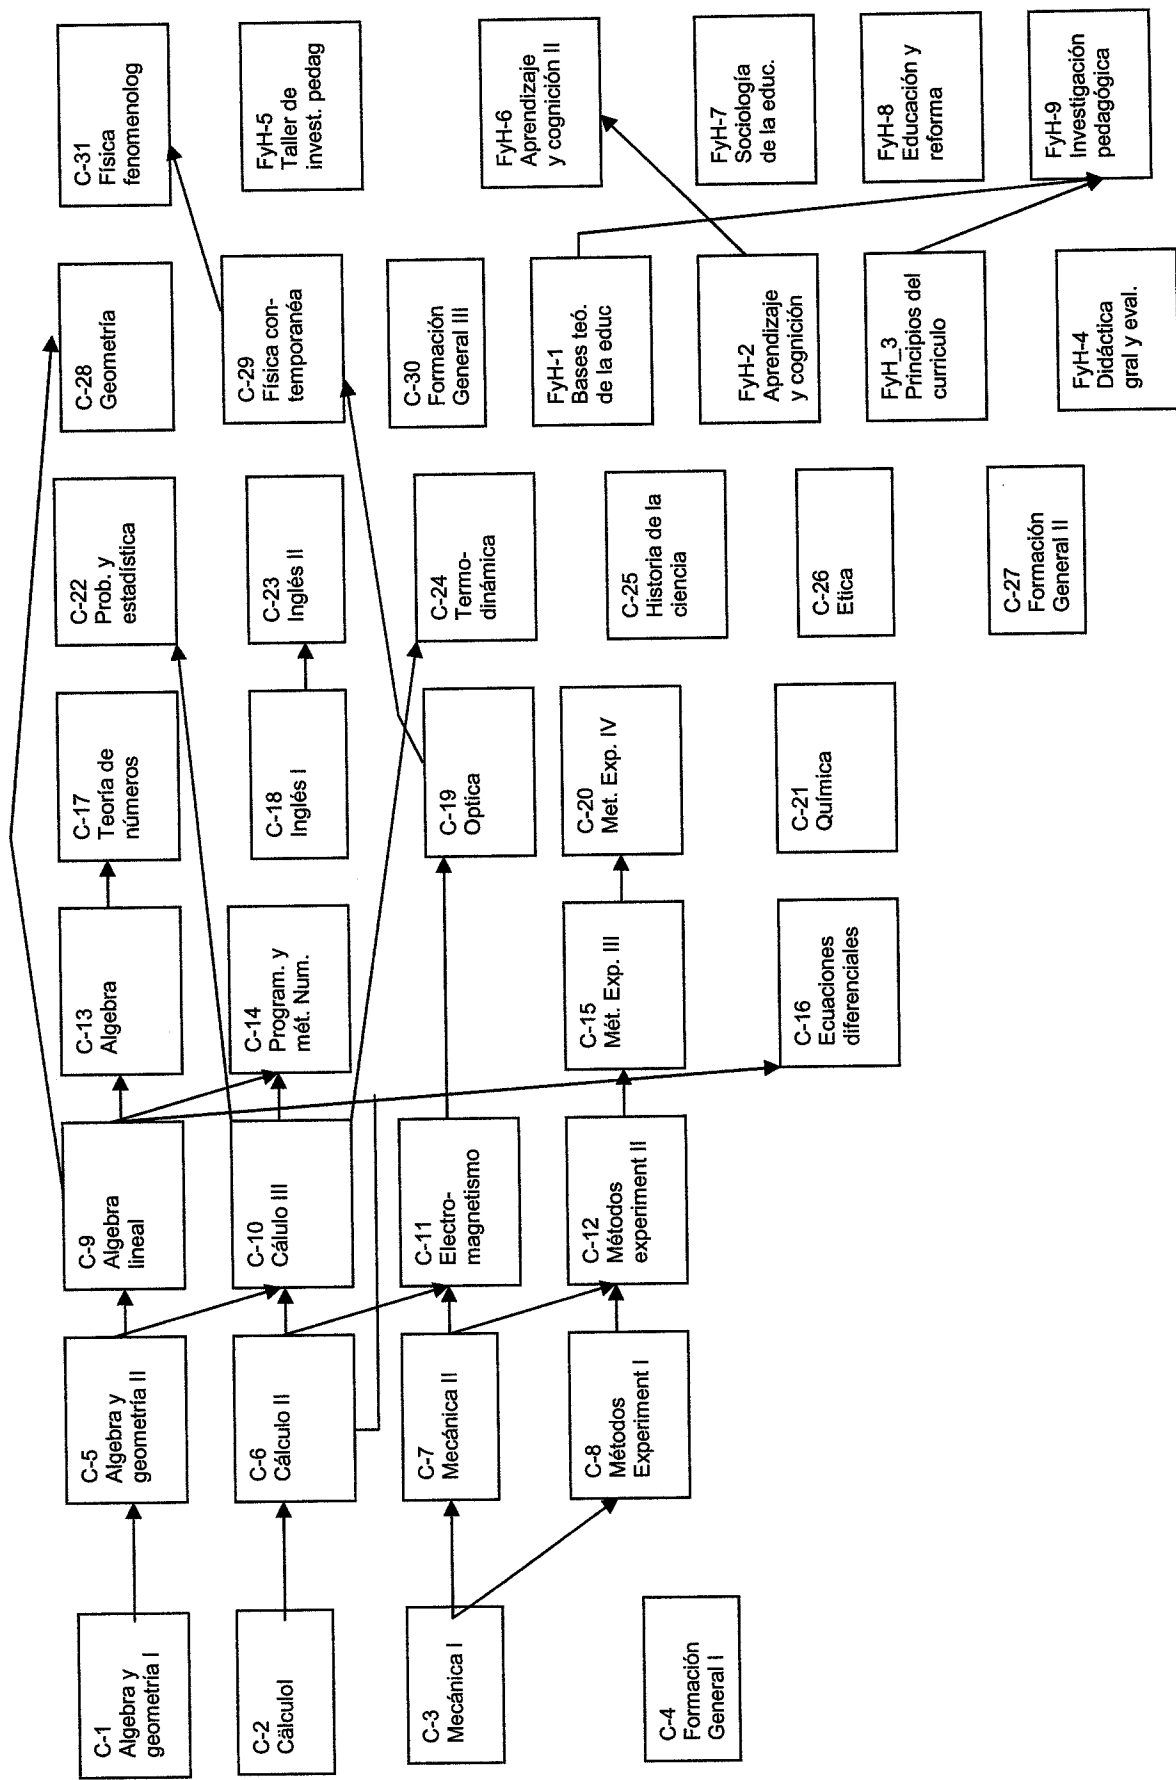 C-1
Algebra y
geometría I
C-2
Cälculol
C-3
Mecánica I
C-4
Formación
General I
C-5
Algebra y
geometría II
C-6
Cálculo II
C-7
Mecánica II
C-8
Métodos
Experiment I
C-9
Algebra
lineal
C-10
Cálulo III
C-11
Electro-
magnetismo
C-12
Métodos
experiment II
C-13
Algebra
C-14
Program. y
mét. Num.
C-15
Mét. Exp. III
C-16
Ecuaciones
diferenciales
C-17
Teoría de
números
C-18
Inglés I
C-19
Optica
C-20
Met. Exp. IV
C-21
Química
C-22
Prob. y
estadística
C-23
Inglés II
C-24
Termo-
dinámica
C-25
Historia de la
ciencia
C-26
Etica
C-27
Formación
General II
C-28
Geometría
C-29
Física con-
temporanéa
C-30
Formación
General III
FyH-1
Bases teó.
de la educ
FyH-2
Aprendizaje
y cognición
FyH_3
Principios del
curriculo
FyH-4
Didáctica
gral y eval.
C-31
Física
fenomenolog
FyH-5
Taller de
invest. pedag
FyH-6
Aprendizaje
y cognición II
FyH-7
Sociología
de la educ.
FyH-8
Educación y
reforma
FyH-9
Investigación
pedagógica